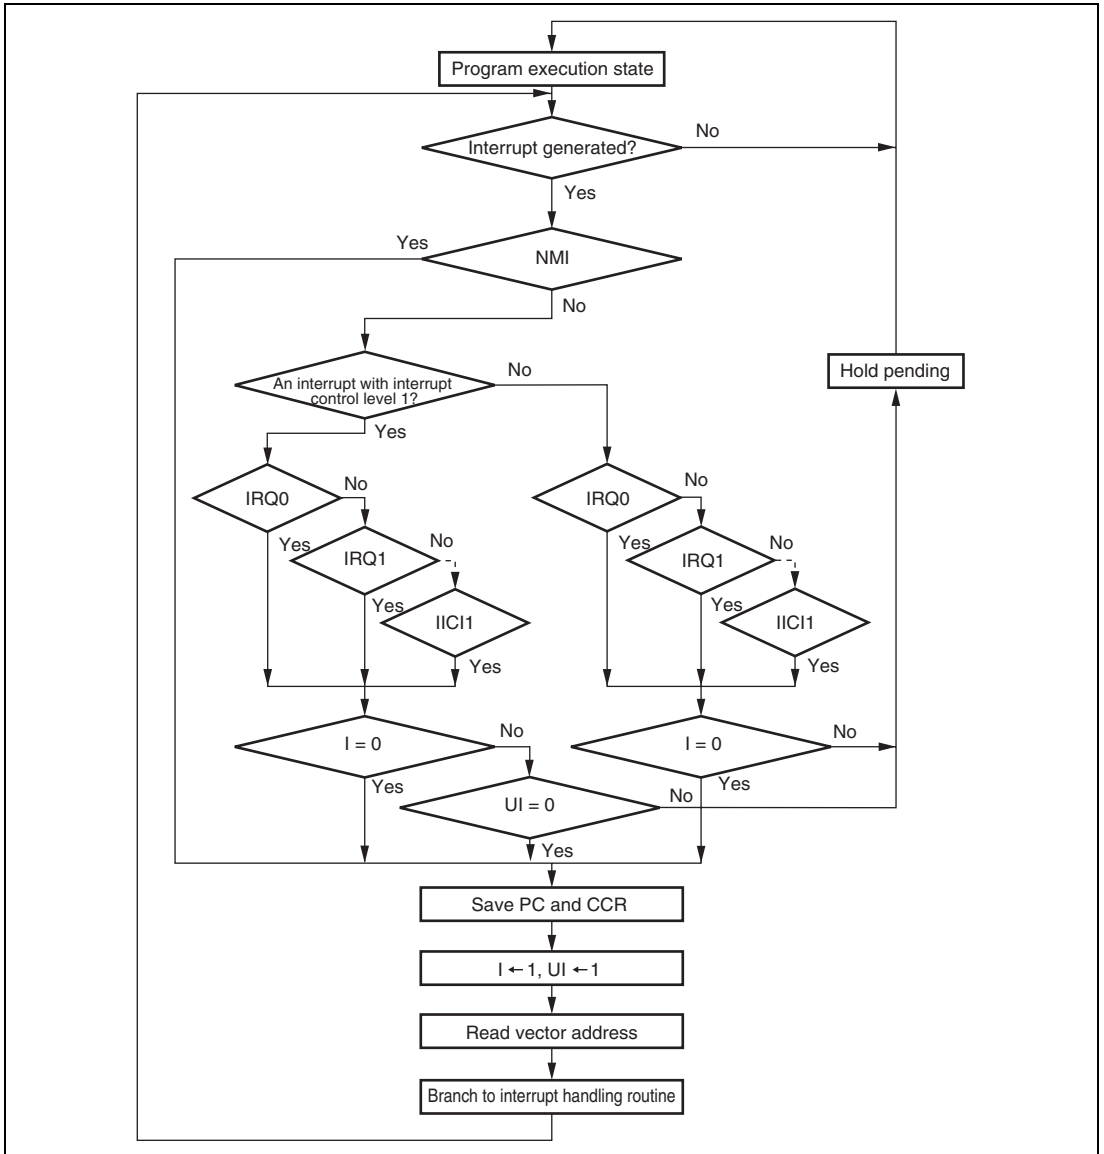 Program execution state
Interrupt generated?
No
Yes
NMI
Yes
No
An interrupt with interrupt
control level 1?
No
Yes
Hold pending
IRQ0
No
Yes
IRQ1
No
Yes
IICI1
Yes
IRQ0
No
Yes
IRQ1
No
Yes
IICI1
Yes
I = 0
No
Yes
UI = 0
No
Yes
I = 0
No
Yes
Save PC and CCR
I ← 1, UI ← 1
Read vector address
Branch to interrupt handling routine